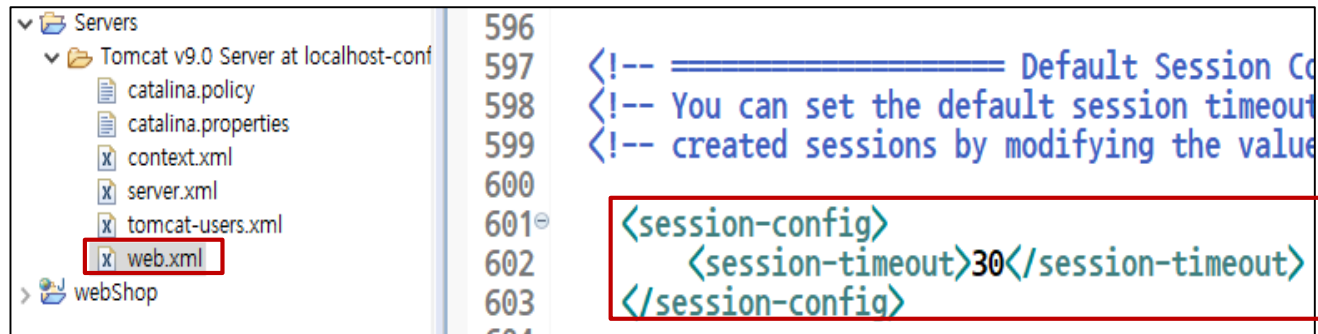 Servers
Tomcat v9.0 Server at localhost-conf
catalina.policy
catalina.properties
context.xml
server.xml
tomcat-users.xml
web.xml
webShop
596
597 <!-- ==================== Default Session Co
598 <!-- You can set the default session timeout
599 <!-- created sessions by modifying the value
600
601 <session-config>
602 <session-timeout>30</session-timeout>
603 </session-config>